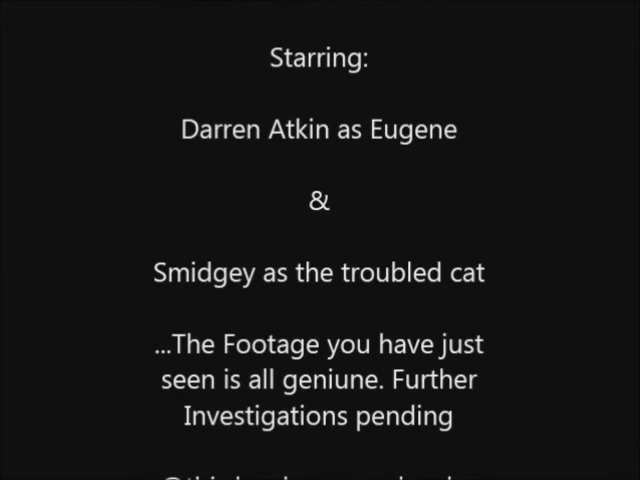 Starring:
Darren Atkin as Eugene
&
Smidgey as the troubled cat
...The Footage you have just
seen is all geniune. Further
Investigations pending